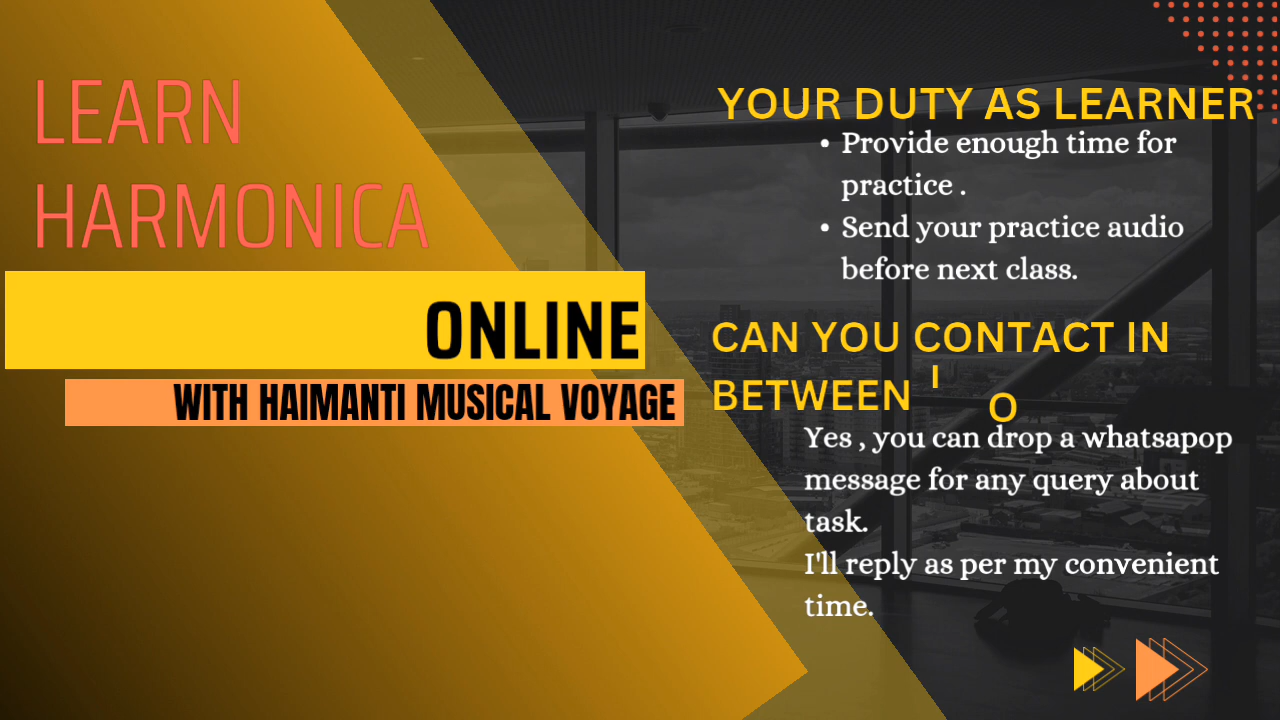 LEARN
HARMONICA
ONLINE
WITH HAIMANTI MUSICAL VOYAGE
YOUR DUTY AS LEARNER
• Provide enough time for
practice .
• Send your practice audio
before next class.
CAN YOU CONTACT IN
BETWEEN I
O
Yes , you can drop a whatsapop
message for any query about
task.
I'll reply as per my convenient
time.